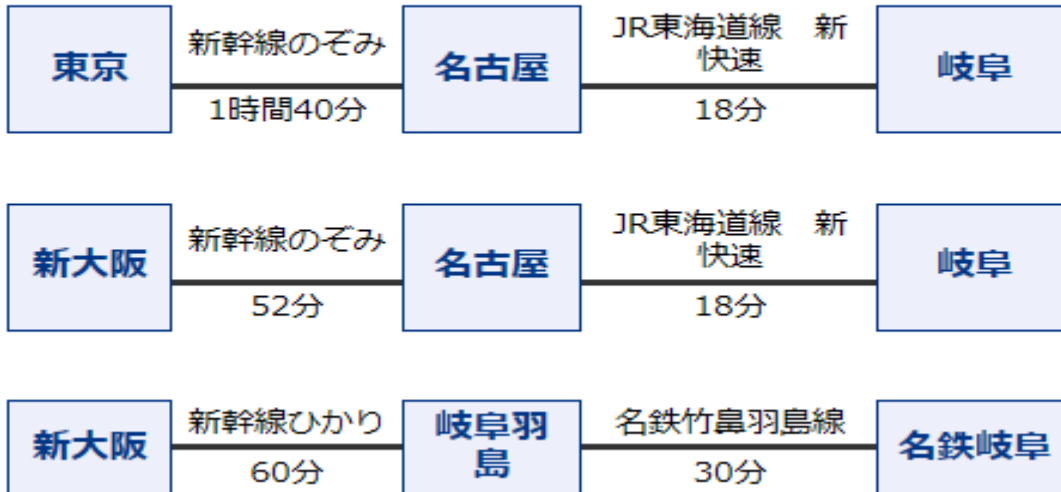 東京
新幹線のぞみ
1時間40分
名古屋
JR東海道線　新
快速
18分
岐阜
新大阪
新幹線のぞみ
52分
名古屋
JR東海道線　新
快速
18分
岐阜
新大阪
新幹線ひかり
60分
岐阜羽
島
名鉄竹鼻羽島線
30分
名鉄岐阜